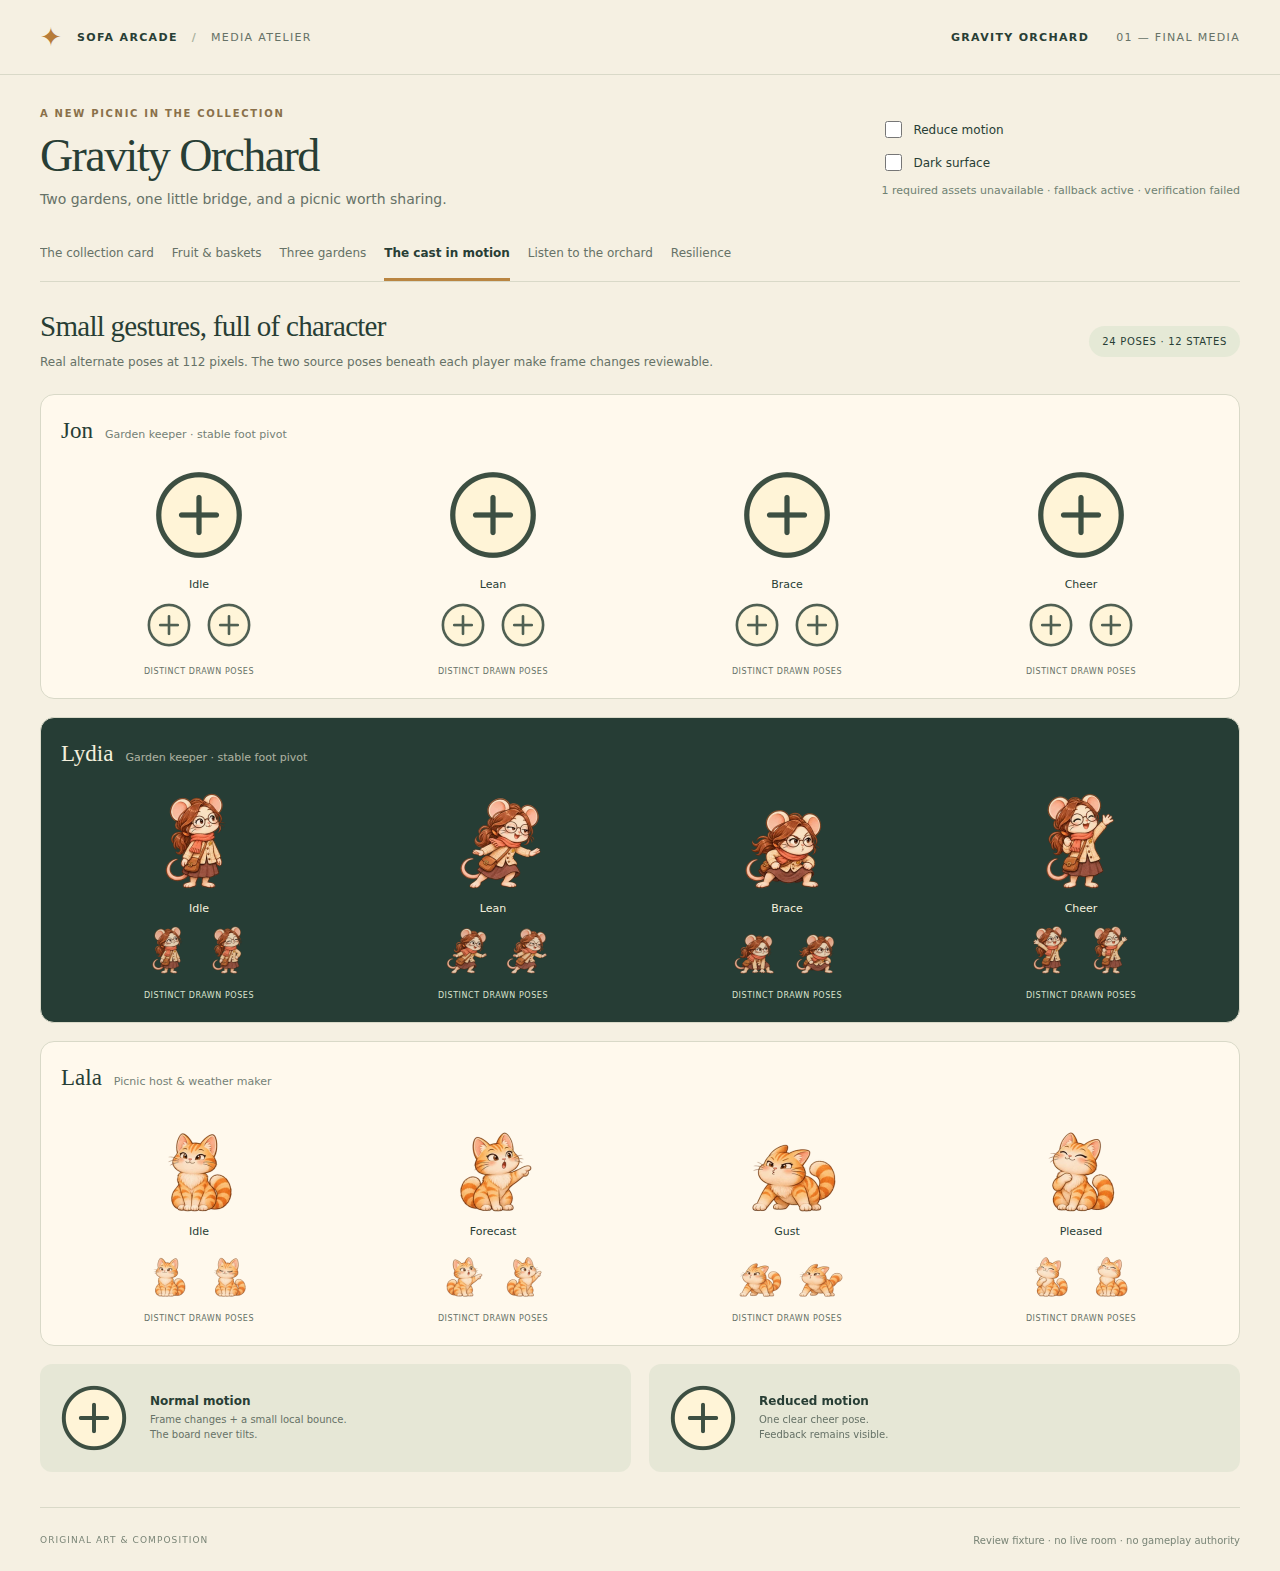 SOFA ARCADE / MEDIA ATELIER
GRAVITY ORCHARD 01 — FINAL MEDIA
A NEW PICNIC IN THE COLLECTION
Gravity Orchard
Two gardens, one little bridge, and a picnic worth sharing.
Reduce motion
Dark surface
1 required assets unavailable · fallback active · verification failed
The collection card Fruit & baskets Three gardens The cast in motion Listen to the orchard Resilience
Small gestures, full of character
Real alternate poses at 112 pixels. The two source poses beneath each player make frame changes reviewable.
24 POSES · 12 STATES
Jon Garden keeper · stable foot pivot
Idle Lean Brace Cheer
DISTINCT DRAWN POSES DISTINCT DRAWN POSES DISTINCT DRAWN POSES DISTINCT DRAWN POSES
Lydia Garden keeper · stable foot pivot
Idle Lean Brace Cheer
DISTINCT DRAWN POSES DISTINCT DRAWN POSES DISTINCT DRAWN POSES DISTINCT DRAWN POSES
Lala Picnic host & weather maker
Idle Forecast Gust Pleased
DISTINCT DRAWN POSES DISTINCT DRAWN POSES DISTINCT DRAWN POSES DISTINCT DRAWN POSES
Normal motion
Frame changes + a small local bounce.
The board never tilts.
Reduced motion
One clear cheer pose.
Feedback remains visible.
ORIGINAL ART & COMPOSITION
Review fixture · no live room · no gameplay authority